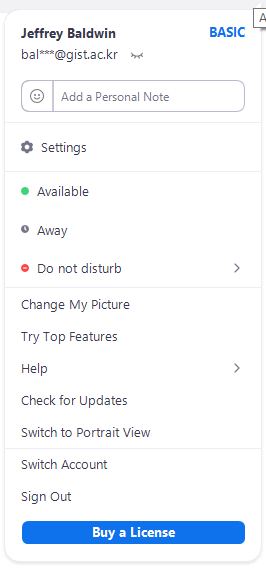 Jeffrey Baldwin BASIC
bal***@gist.ac.kr
Add a Personal Note
Settings
Available
Away
Do not disturb
Change My Picture
Try Top Features
Help
Check for Updates
Switch to Portrait View
Switch Account
Sign Out
Buy a License